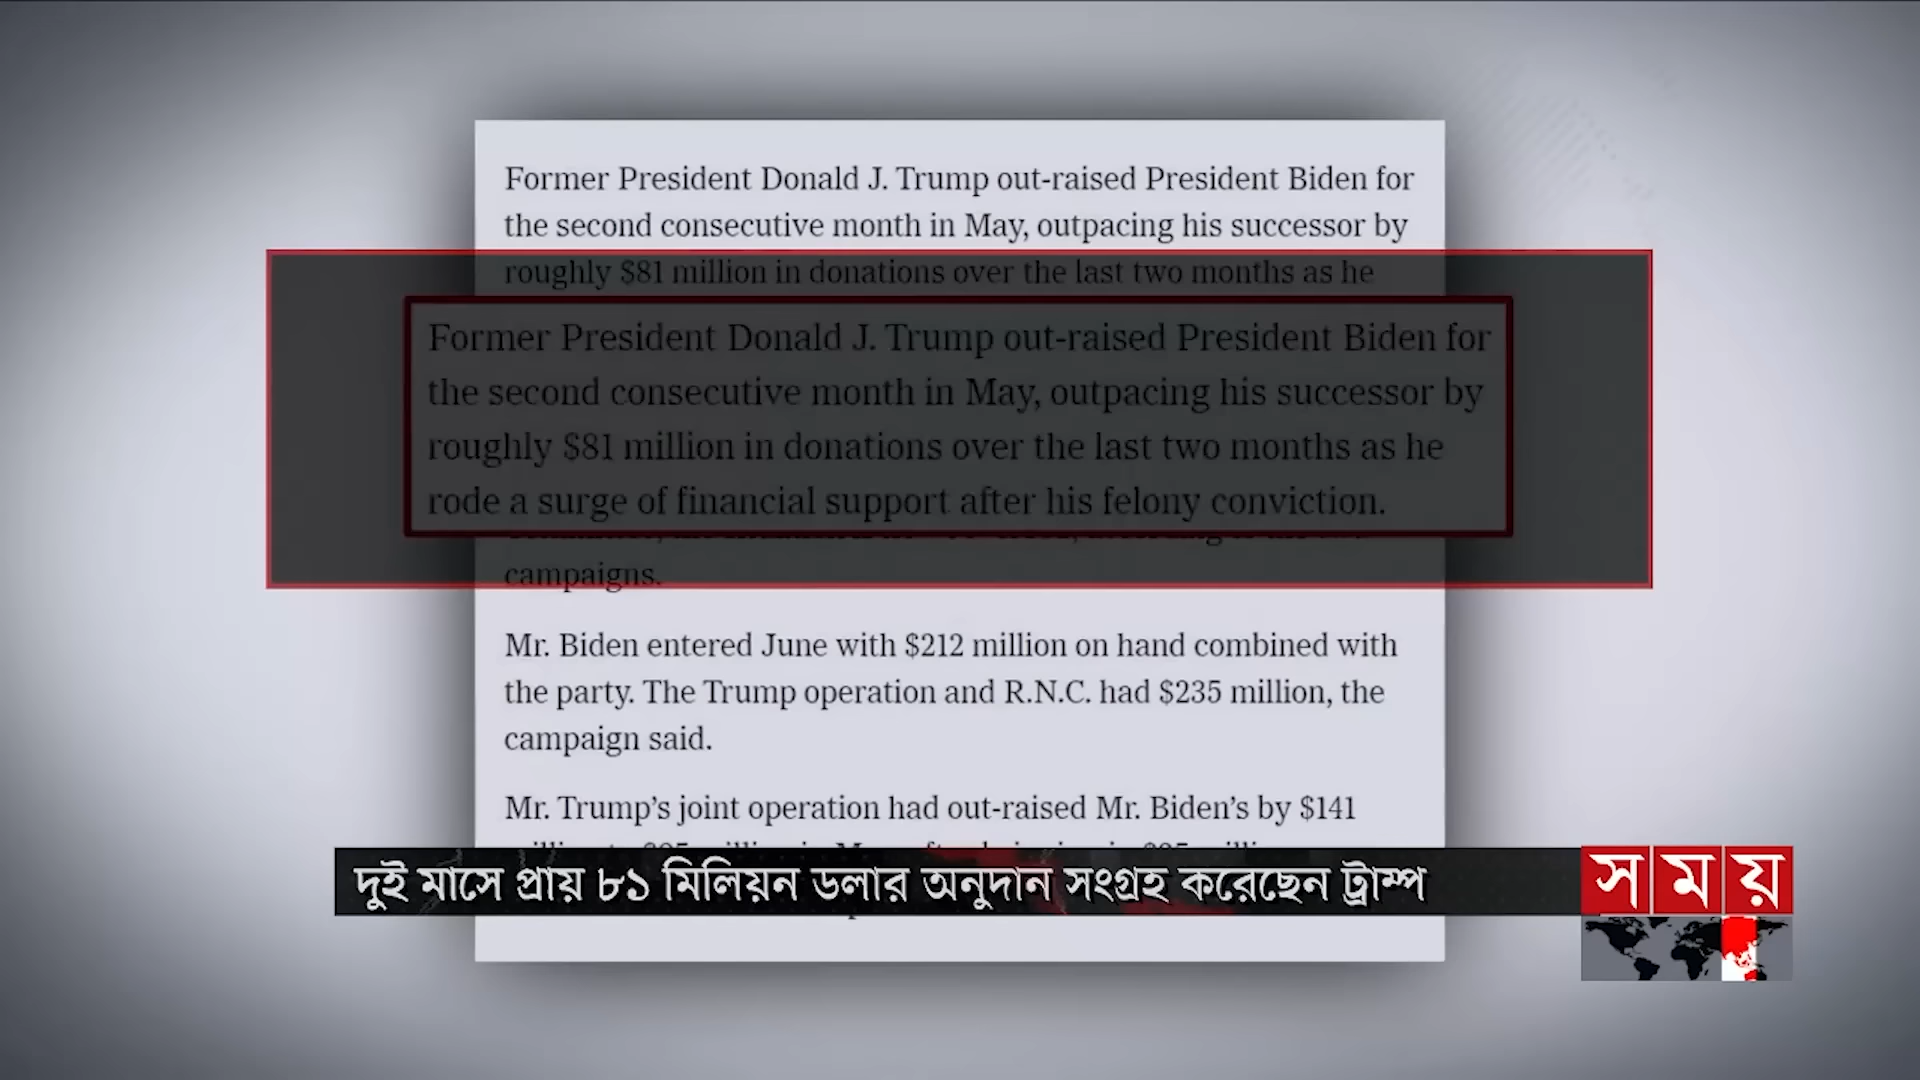 Former President Donald J. Trump out-raised President Biden for
the second consecutive month in May, outpacing his successor by
roughly $81 million in donations over the last two months as he
Former President Donald J. Trump out-raised President Biden for
the second consecutive month in May, outpacing his successor by
roughly $81 million in donations over the last two months as he
rode a surge of financial support after his felony conviction.
campaigns.
Mr. Biden entered June with $212 million on hand combined with
the party. The Trump operation and R.N.C. had $235 million, the
campaign said.
Mr. Trump’s joint operation had out-raised Mr. Biden’s by $141
দুই মাসে প্রায় ৮১ মিলিয়ন ডলার অনুদান সংগ্রহ করেছেন ট্রাম্প
সময়